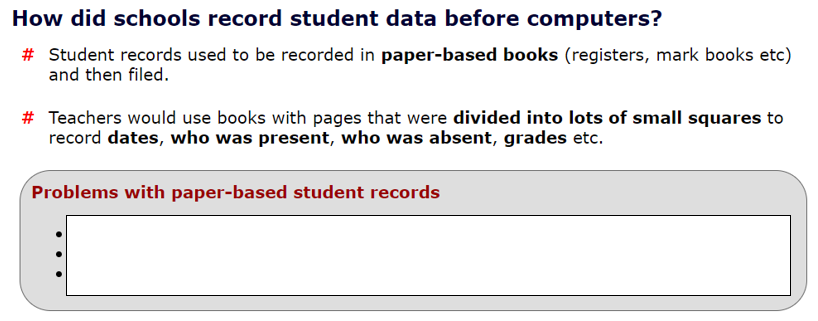 How did schools record student data before computers?
# Student records used to be recorded in paper-based books (registers, mark books etc)
and then filed.
# Teachers would use books with pages that were divided into lots of small squares to
record dates, who was present, who was absent, grades etc.
Problems with paper-based student records